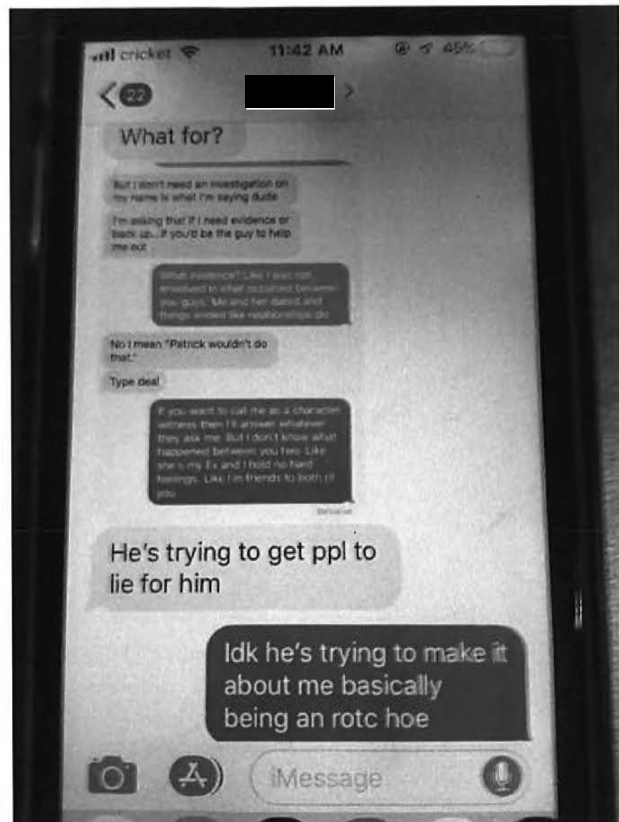 cricket
11:42 AM
45%
22
What for?
But I don't need an investigation on
my name is what I'm saying dude
I'm asking that if I need evidence or
back up...if you'd be the guy to help
me out
What evidence? Like I was not
involved in what occurred between
you guys. Me and her dated and
things ended like relationships do
No I mean "Patrick wouldn't do
that."
Type deal
If you want to call me as a character
witness then I'll answer whatever
they ask me. But I don't know what
happened between you two. Like
she's my Ex and I hold no hard
feelings. Like I'm friends to both of
you
Delivered
He's trying to get ppl to
lie for him
Idk he's trying to make it
about me basically
being an rotc hoe
iMessage